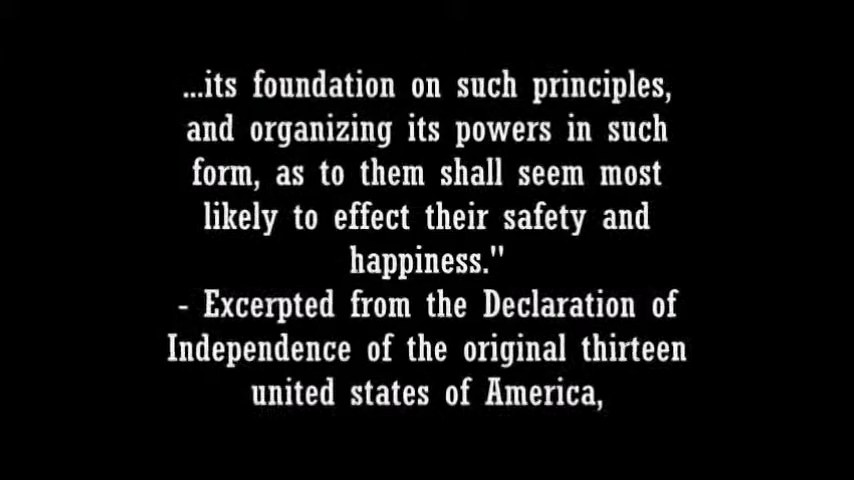 ...its foundation on such principles,
and organizing its powers in such
form, as to them shall seem most
likely to effect their safety and
happiness."
- Excerpted from the Declaration of
Independence of the original thirteen
united states of America,